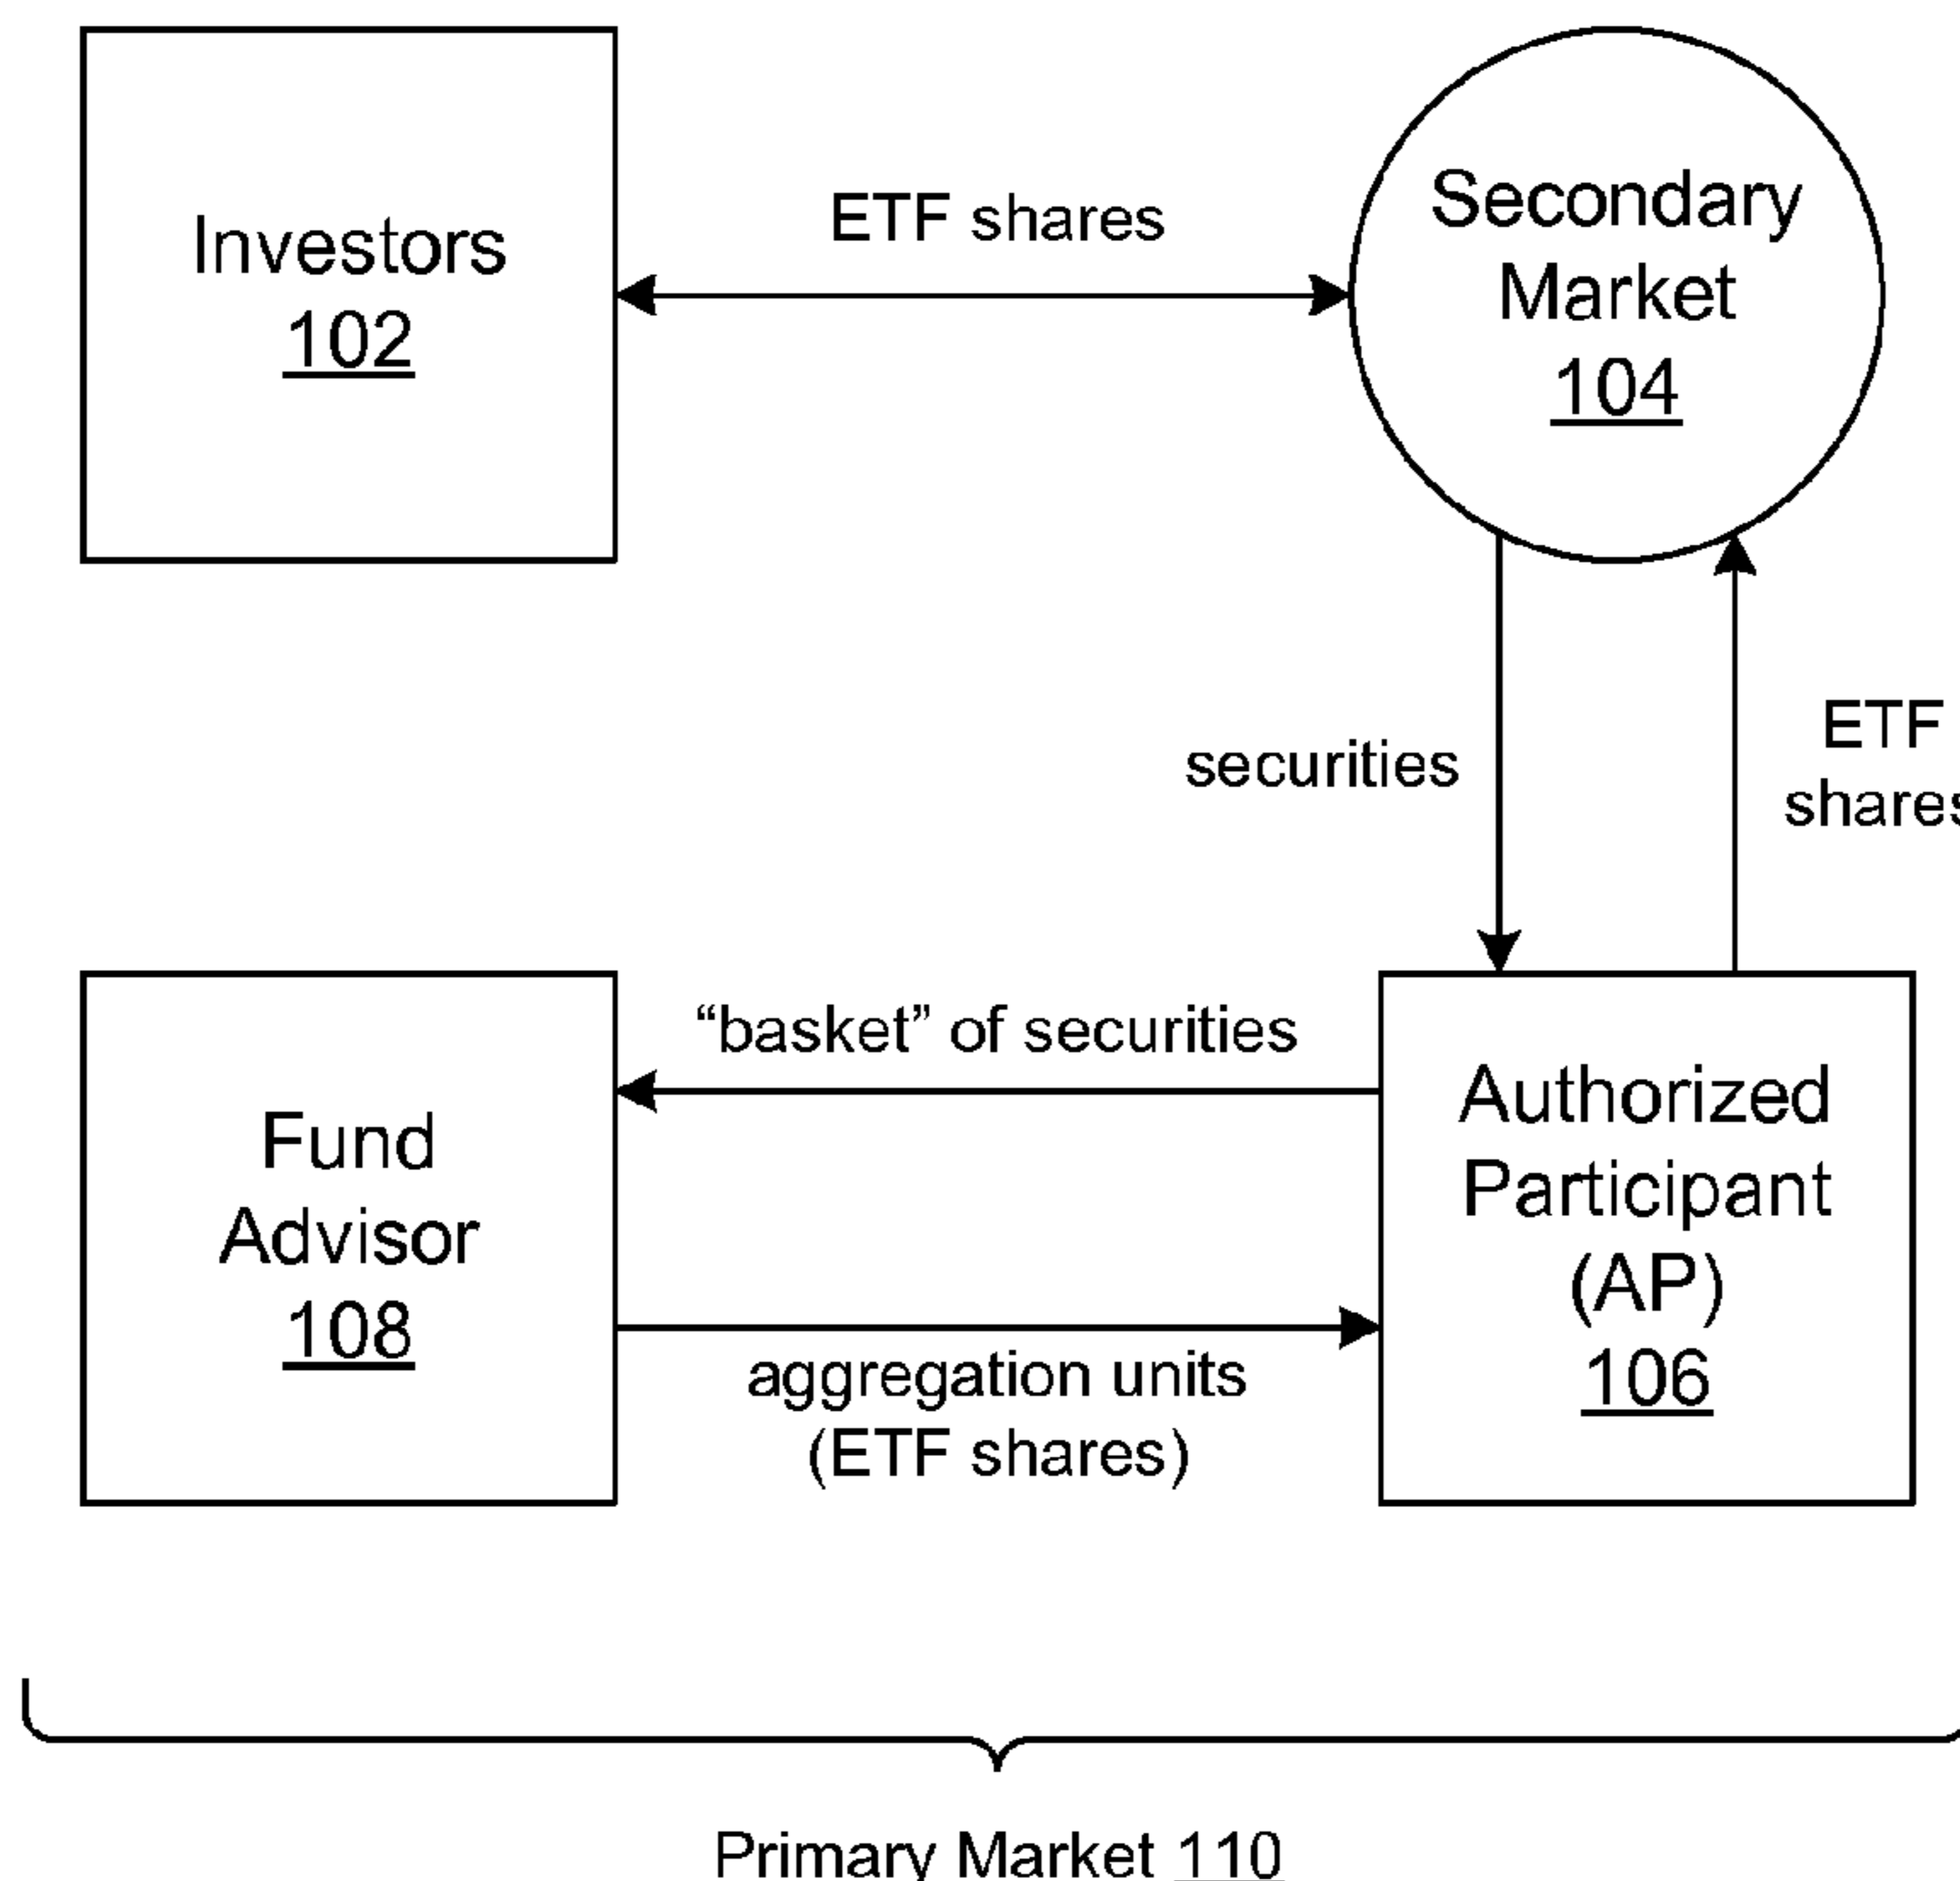 Investors
102
ETF shares
Secondary
Market
104
securities
ETF
shares
Fund
Advisor
108
“basket” of securities
aggregation units
(ETF shares)
Authorized
Participant
(AP)
106
Primary Market 110